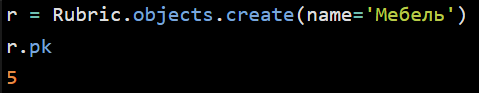 r = Rubric.objects.create(name='Мебель')
r.pk
5